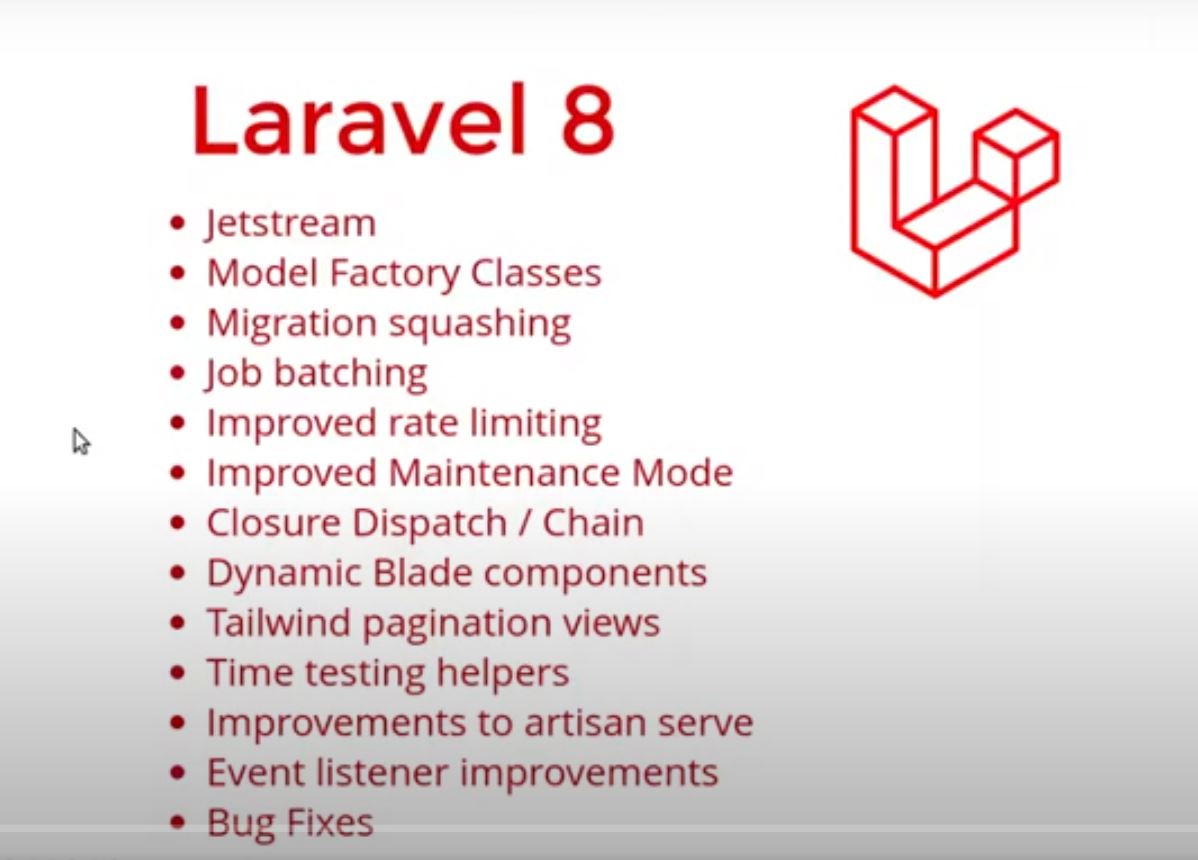 Laravel 8
• Jetstream
• Model Factory Classes
• Migration squashing
• Job batching
• Improved rate limiting
• Improved Maintenance Mode
• Closure Dispatch / Chain
• Dynamic Blade components
• Tailwind pagination views
• Time testing helpers
• Improvements to artisan serve
• Event listener improvements
• Bug Fixes